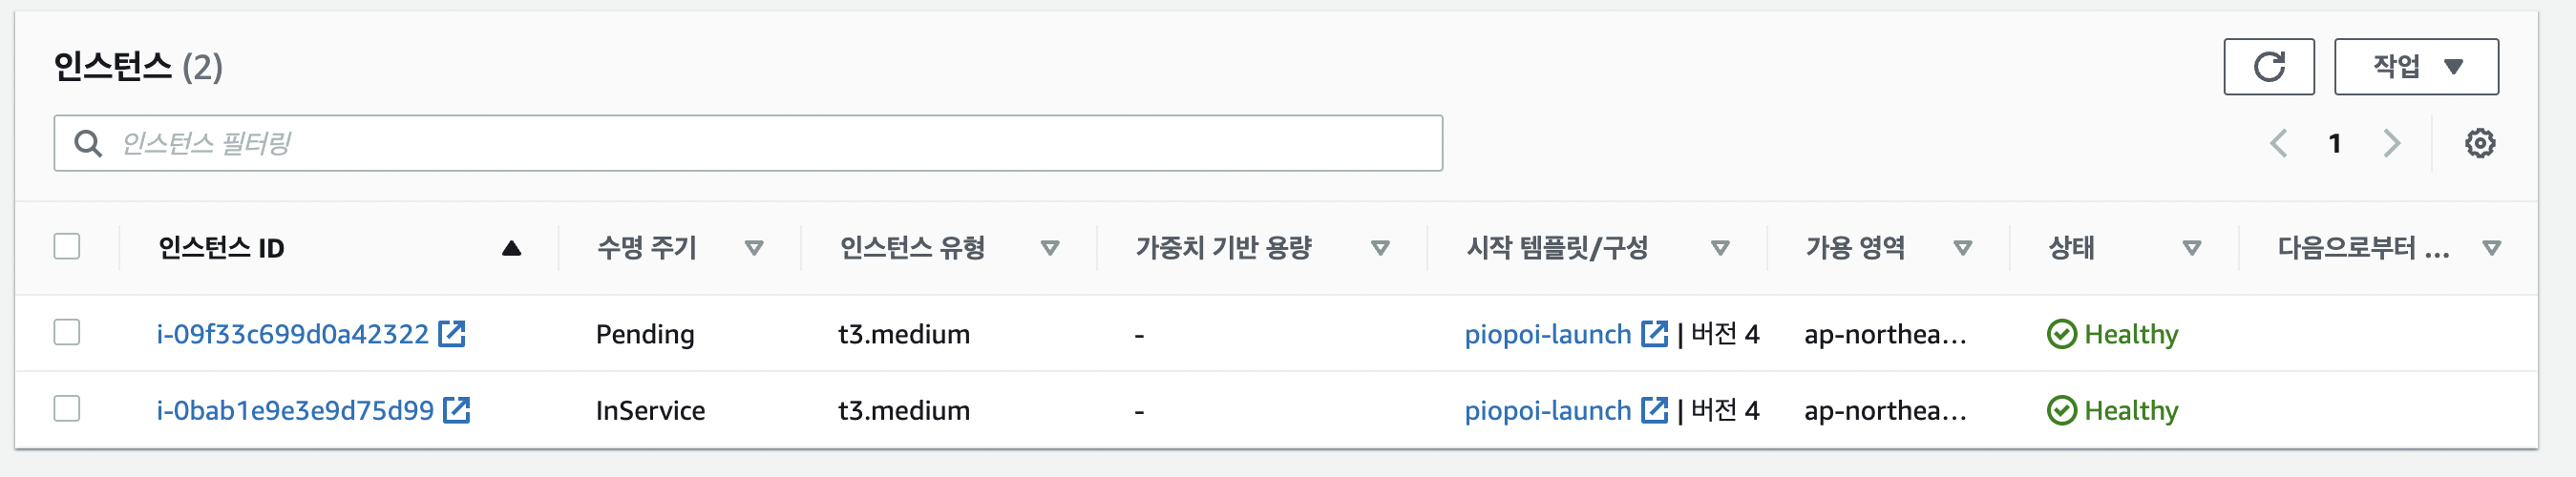 인스턴스 (2)
작업
인스턴스 필터링
1
인스턴스 ID 수명 주기 인스턴스 유형 가중치 기반 용량 시작 템플릿/구성 가용 영역 상태 다음으로부터 ...
i-09f33c699d0a42322 Pending t3.medium - piopoi-launch | 버전 4 ap-northea... Healthy
i-0bab1e9e3e9d75d99 InService t3.medium - piopoi-launch | 버전 4 ap-northea... Healthy